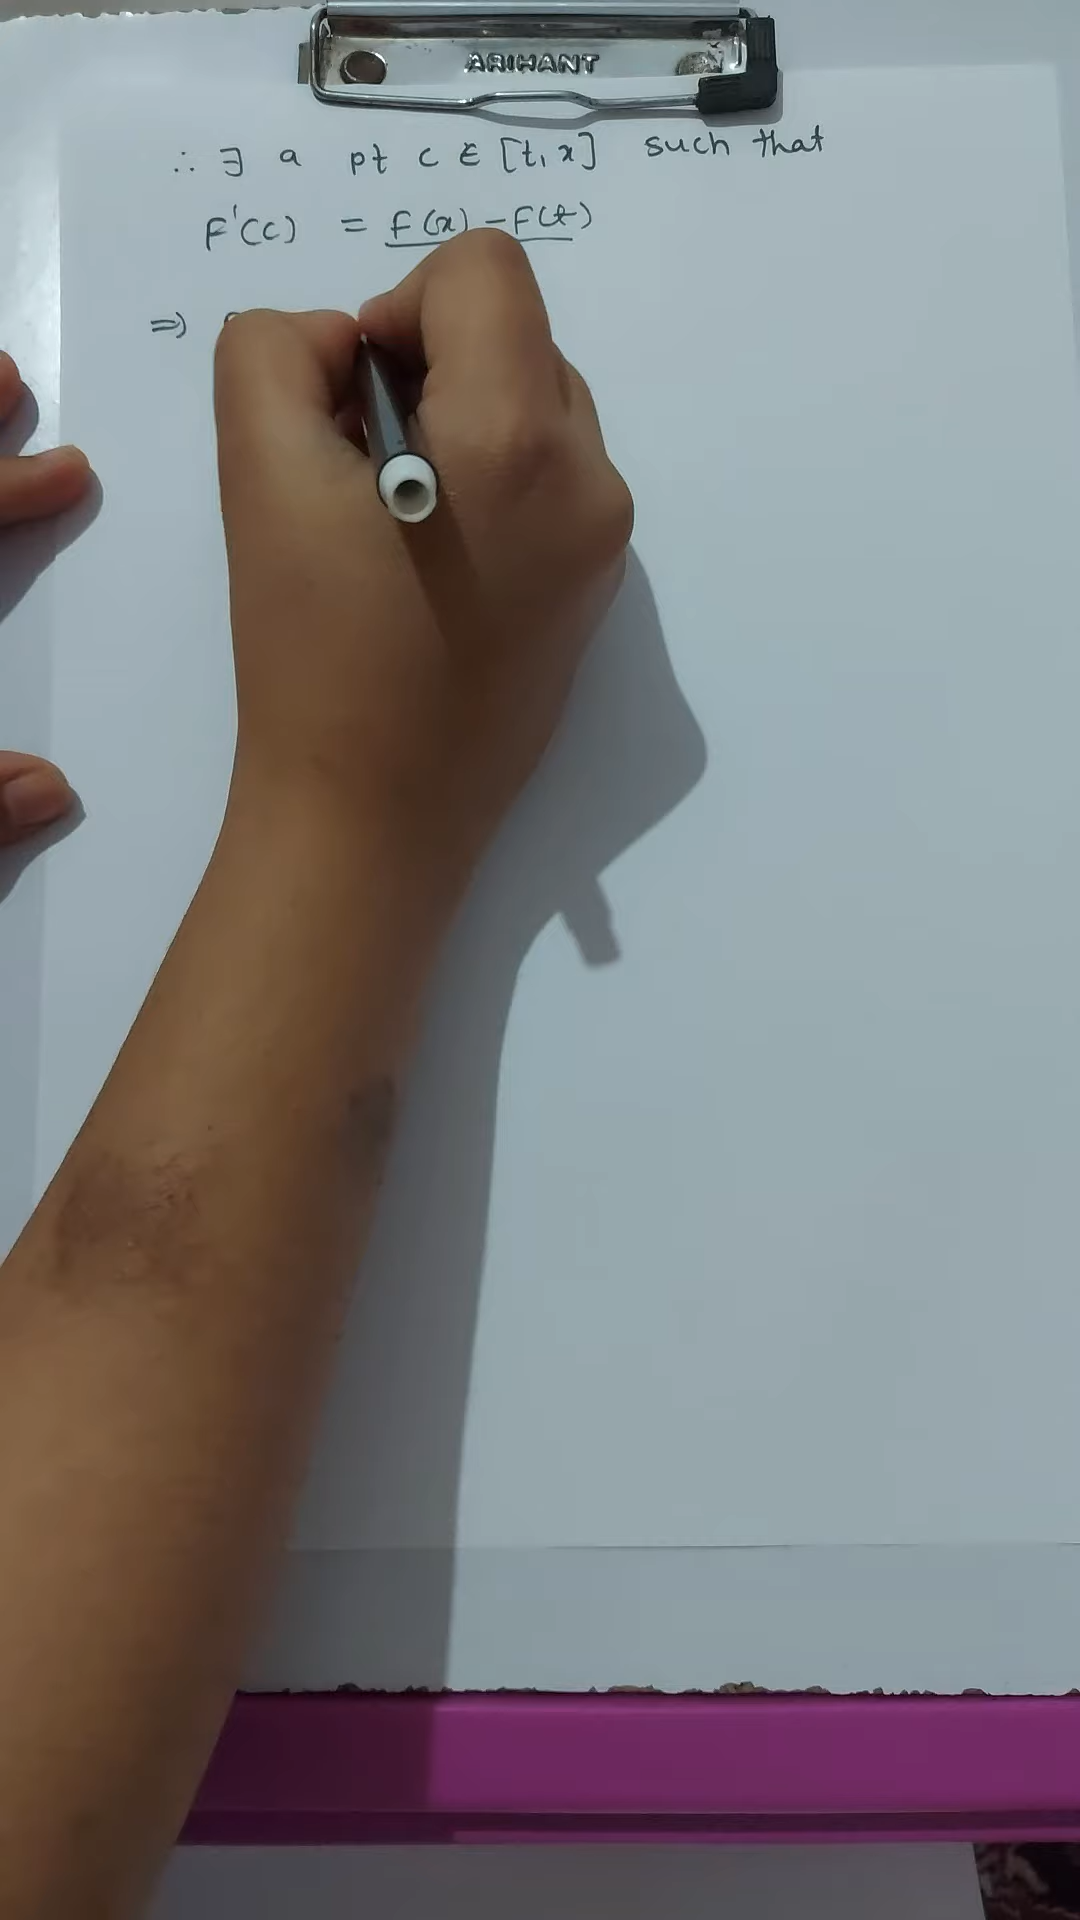 ARIHANT
∴ ∃ a pt c ∈ [t, x] such that
F'(c) = F(x) - F(t)
⇒